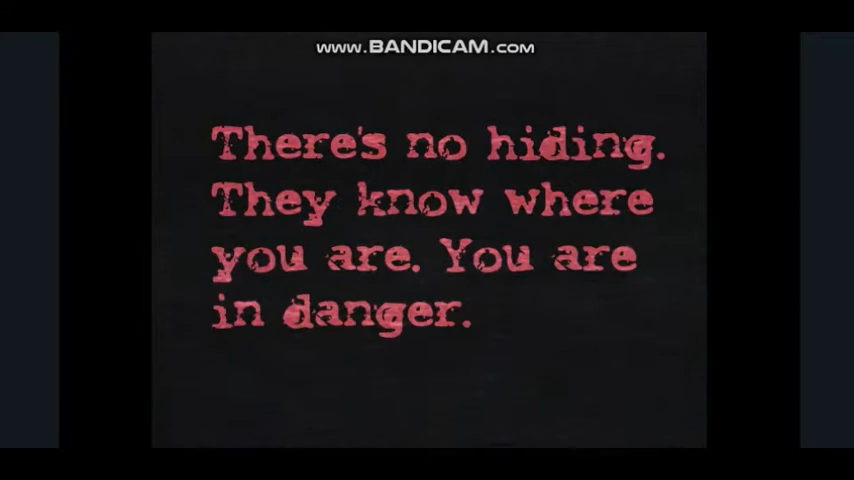 www.BANDICAM.com
There's no hiding.
They know where
you are. You are
in danger.